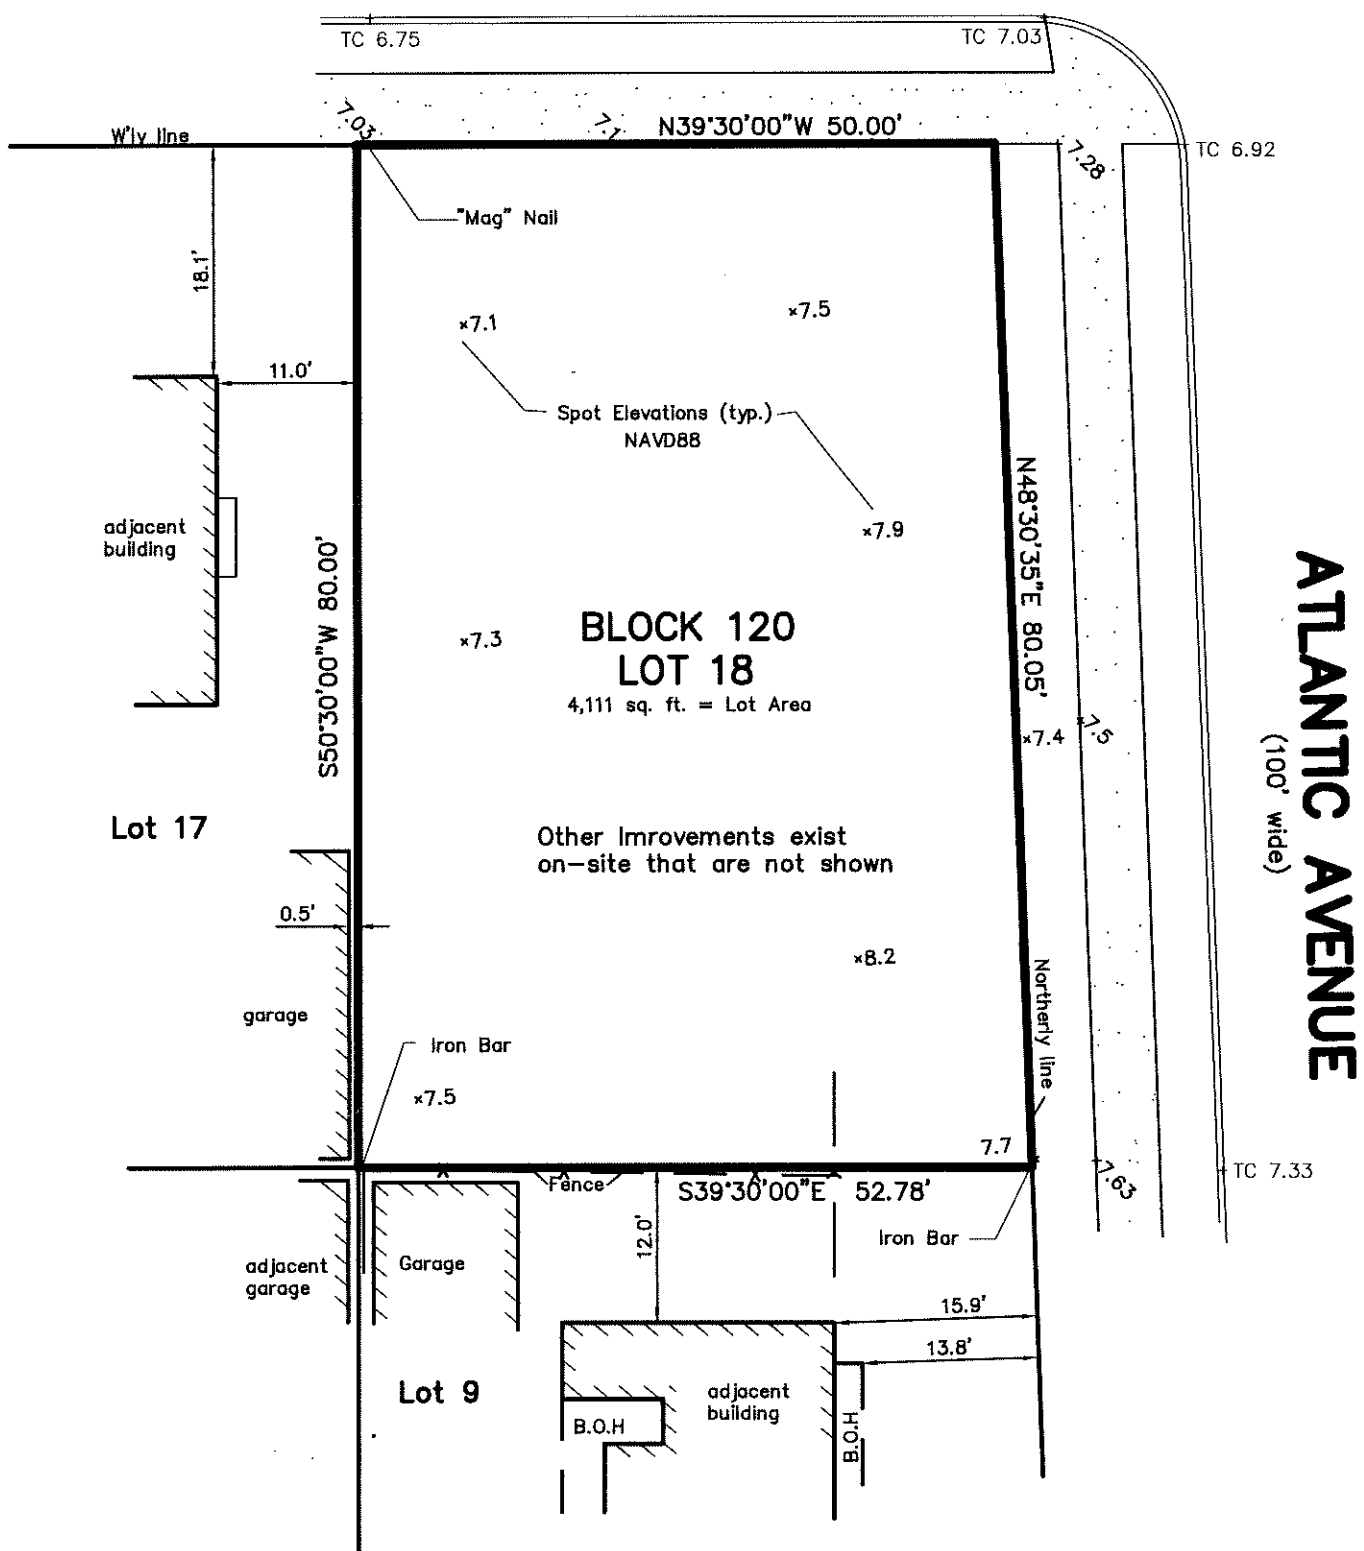 TC 6.75
TC 7.03
W'ly line
7.03
7.1
N39°30'00"W 50.00'
7.28
TC 6.92
"Mag" Nail
18.1'
×7.1
×7.5
11.0'
Spot Elevations (typ.)
NAVD88
adjacent
building
×7.9
N48°30'35"E 80.05'
S50°30'00"W 80.00'
×7.3
BLOCK 120
LOT 18
4,111 sq. ft. = Lot Area
×7.4
7.5
ATLANTIC AVENUE
(100' wide)
Lot 17
Other Imrovements exist
on-site that are not shown
0.5'
×8.2
garage
Northerly line
Iron Bar
×7.5
7.7
Fence
S39°30'00"E 52.78'
7.63
TC 7.33
12.0'
Iron Bar
adjacent
garage
Garage
15.9'
13.8'
Lot 9
adjacent
building
B.O.H
B.O.H